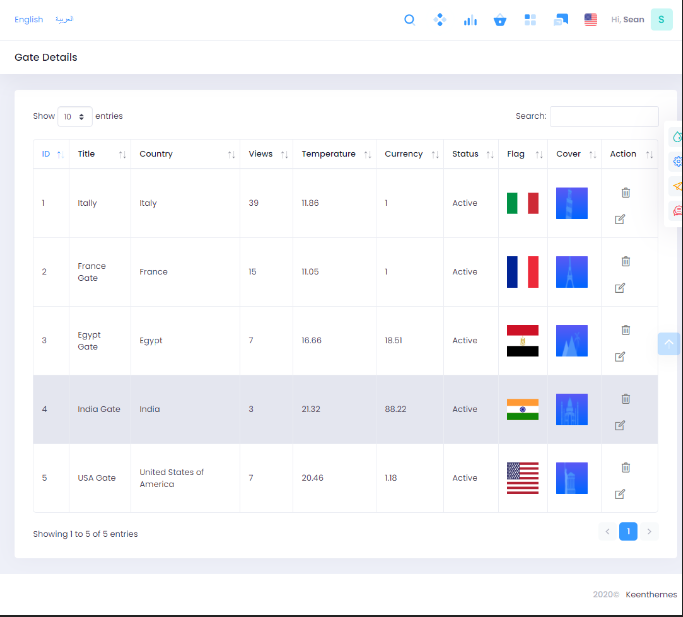 English العربية Hi, Sean S
Gate Details
Show 10 entries Search:
ID Title Country Views Temperature Currency Status Flag Cover Action
1 Itally Italy 39 11.86 1 Active
2 France Gate France 15 11.05 1 Active
3 Egypt Gate Egypt 7 16.66 18.51 Active
4 India Gate India 3 21.32 88.22 Active
5 USA Gate United States of America 7 20.46 1.18 Active
Showing 1 to 5 of 5 entries 1
2020© Keenthemes